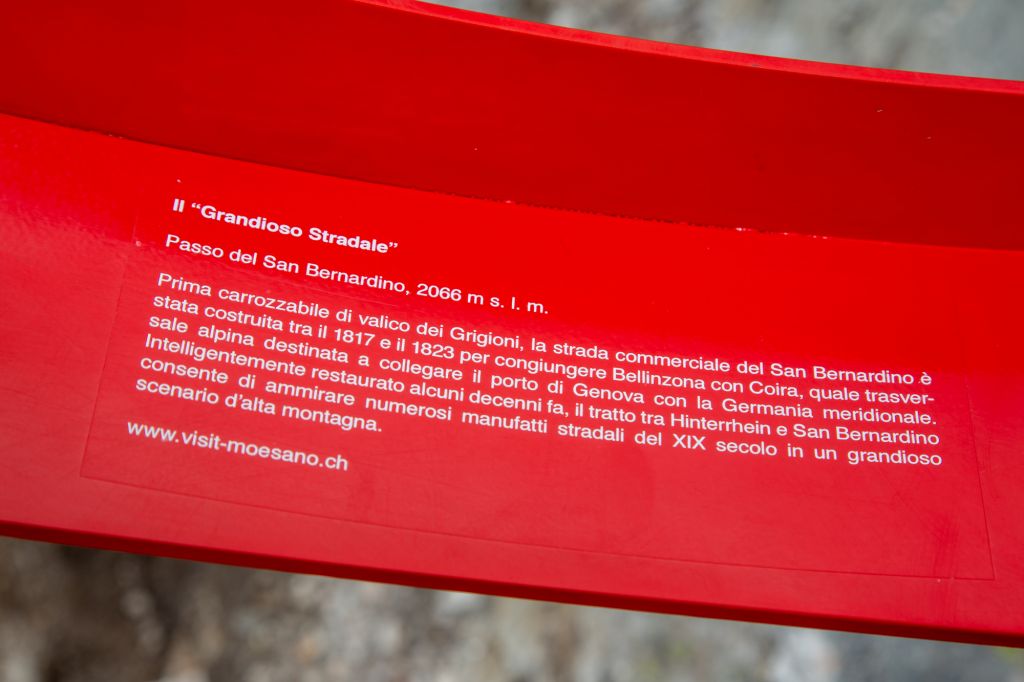 Il “Grandioso Stradale”
Passo del San Bernardino, 2066 m s. l. m.
Prima carrozzabile di valico dei Grigioni, la strada commerciale del San Bernardino è
stata costruita tra il 1817 e il 1823 per congiungere Bellinzona con Coira, quale trasver-
sale alpina destinata a collegare il porto di Genova con la Germania meridionale.
Intelligentemente restaurato alcuni decenni fa, il tratto tra Hinterrhein e San Bernardino
consente di ammirare numerosi manufatti stradali del XIX secolo in un grandioso
scenario d’alta montagna.
www.visit-moesano.ch